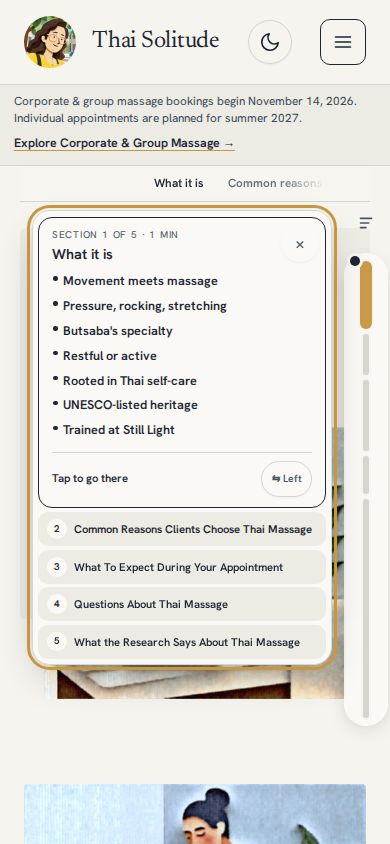 Thai Solitude
Corporate & group massage bookings begin November 14, 2026.
Individual appointments are planned for summer 2027.
Explore Corporate & Group Massage →
What it is
Common reasons
SECTION 1 OF 5 · 1 MIN
×
What it is
• Movement meets massage
• Pressure, rocking, stretching
• Butsaba's specialty
• Restful or active
• Rooted in Thai self-care
• UNESCO-listed heritage
• Trained at Still Light
Tap to go there
⇆ Left
2 Common Reasons Clients Choose Thai Massage
3 What To Expect During Your Appointment
4 Questions About Thai Massage
5 What the Research Says About Thai Massage